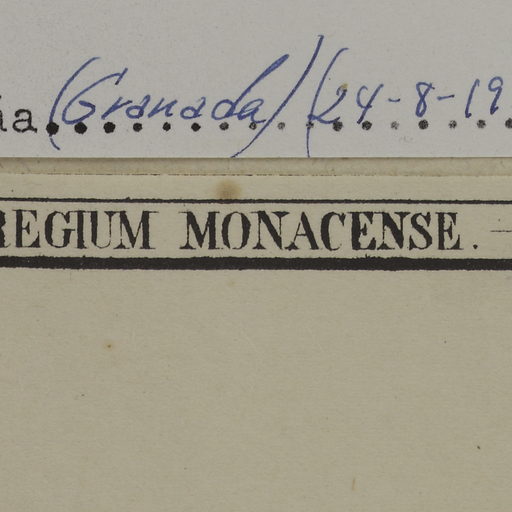 (Granada) (24-8-19
REGIUM MONACENSE.